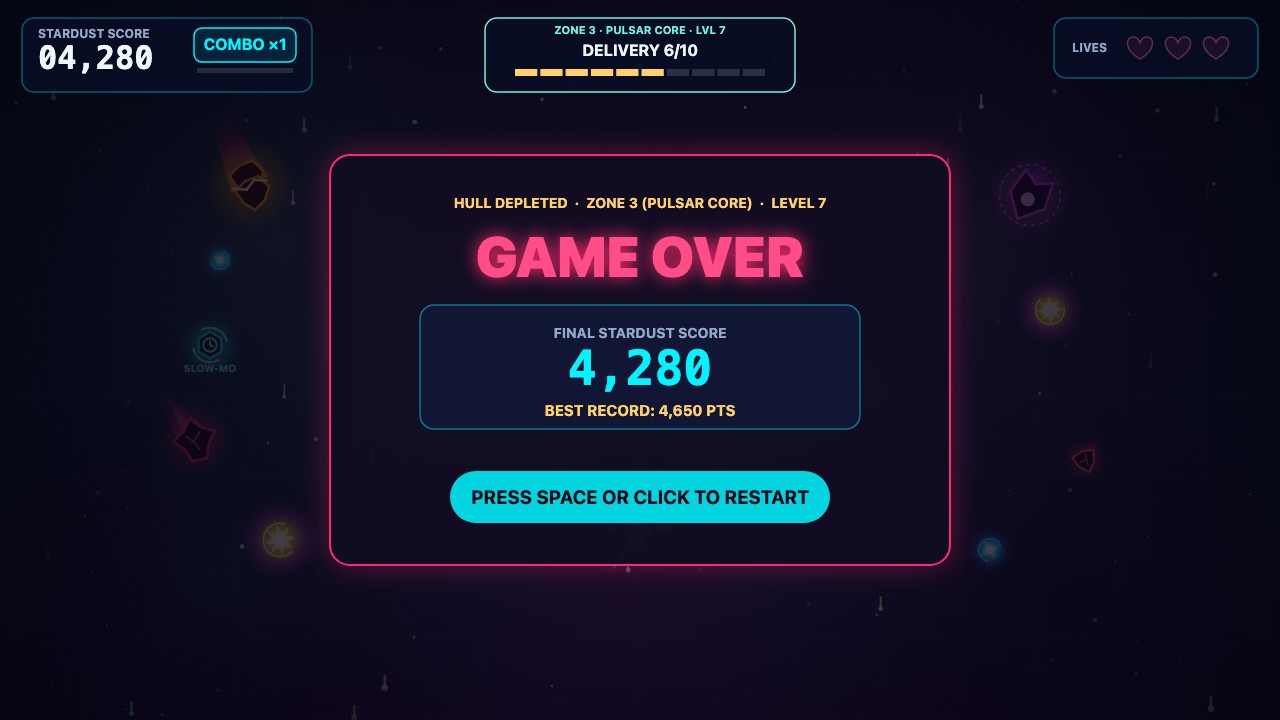 STARDUST SCORE
04,280
COMBO ×1
ZONE 3 · PULSAR CORE · LVL 7
DELIVERY 6/10
LIVES
HULL DEPLETED · ZONE 3 (PULSAR CORE) · LEVEL 7
GAME OVER
FINAL STARDUST SCORE
4,280
BEST RECORD: 4,650 PTS
SLOW-MO
PRESS SPACE OR CLICK TO RESTART